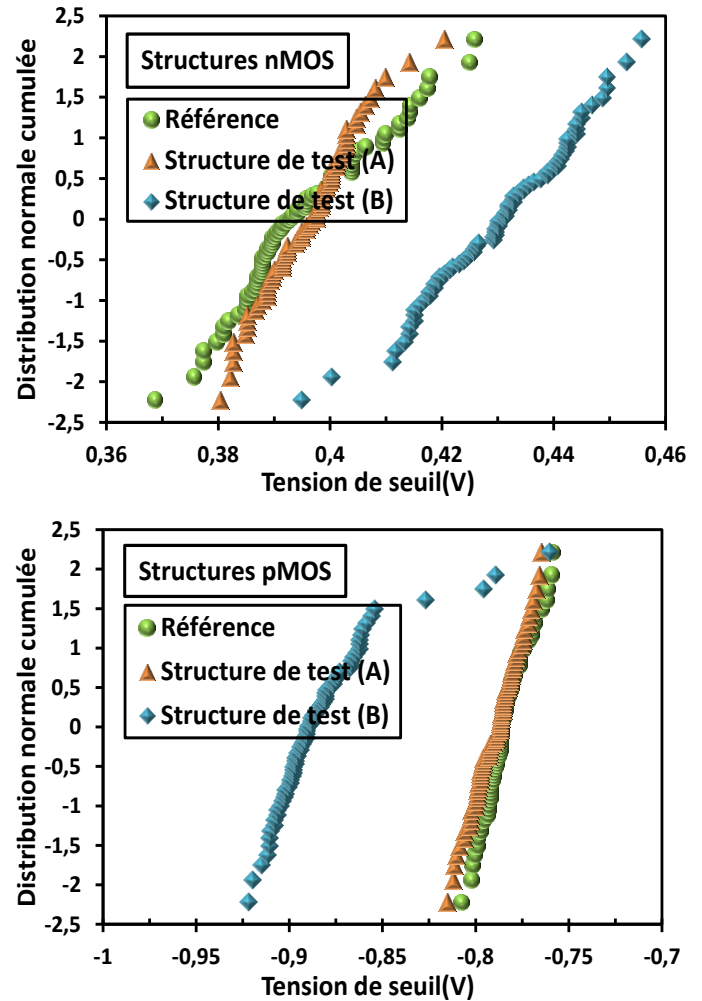 2,5
2
1,5
1
0,5
0
-0,5
-1
-1,5
-2
-2,5
Distribution normale cumulée
Structures nMOS
Référence
Structure de test (A)
Structure de test (B)
0,36 0,38 0,4 0,42 0,44 0,46
Tension de seuil(V)
2,5
2
1,5
1
0,5
0
-0,5
-1
-1,5
-2
-2,5
Distribution normale cumulée
Structures pMOS
Référence
Structure de test (A)
Structure de test (B)
-1 -0,95 -0,9 -0,85 -0,8 -0,75 -0,7
Tension de seuil(V)